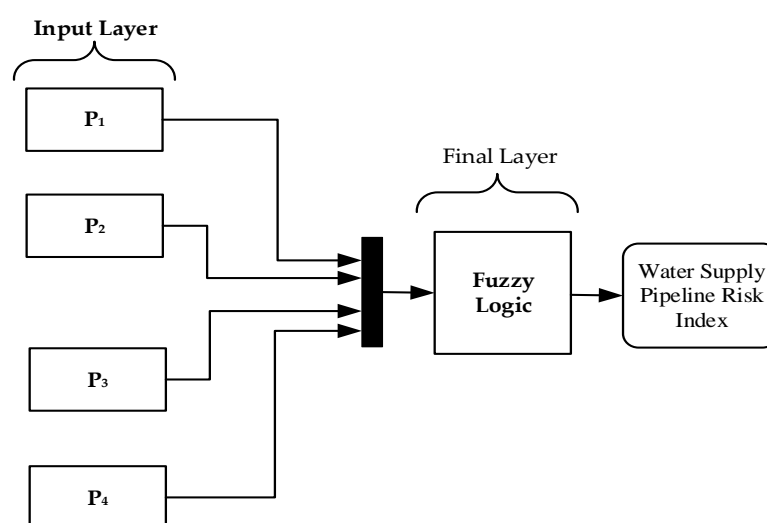 Input Layer
P₁
P₂
P₃
P₄
Final Layer
Fuzzy
Logic
Water Supply
Pipeline Risk
Index